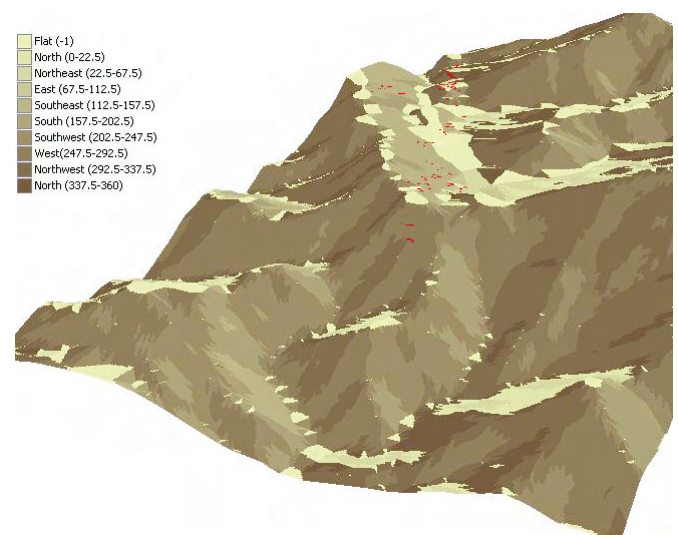 Flat (-1)
North (0-22.5)
Northeast (22.5-67.5)
East (67.5-112.5)
Southeast (112.5-157.5)
South (157.5-202.5)
Southwest (202.5-247.5)
West(247.5-292.5)
Northwest (292.5-337.5)
North (337.5-360)